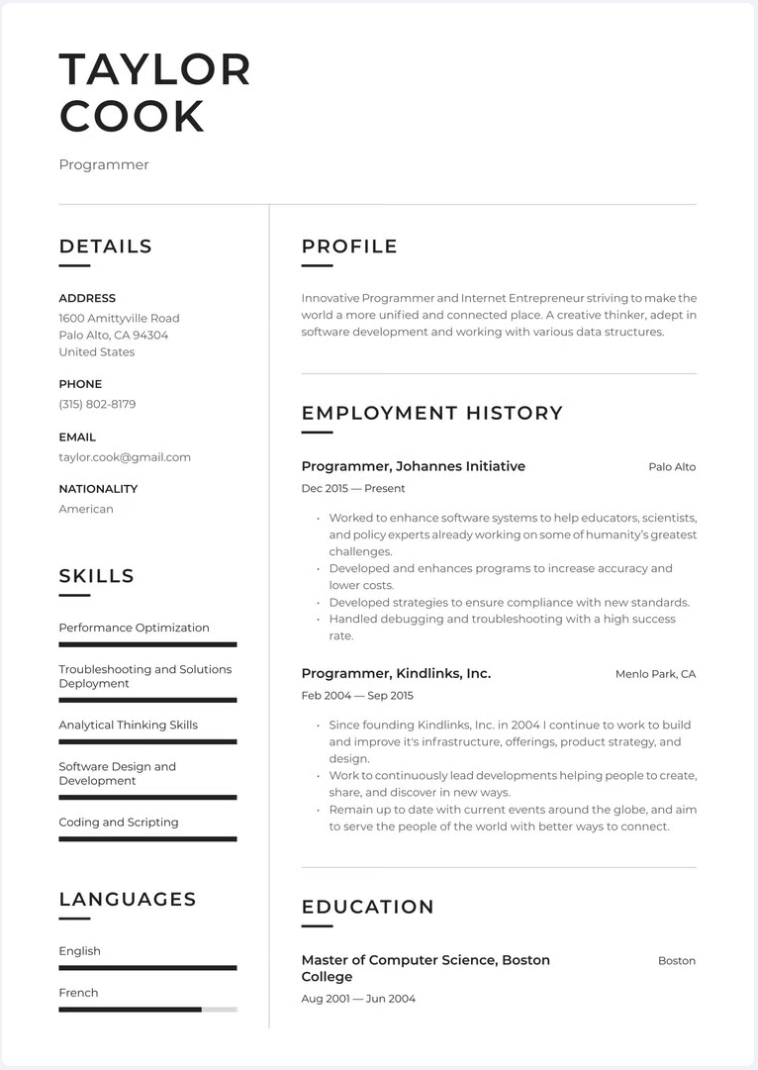 TAYLOR
COOK
Programmer
DETAILS
ADDRESS
1600 Amittyville Road
Palo Alto, CA 94304
United States
PHONE
(315) 802-8179
EMAIL
taylor.cook@gmail.com
NATIONALITY
American
SKILLS
Performance Optimization
Troubleshooting and Solutions
Deployment
Analytical Thinking Skills
Software Design and
Development
Coding and Scripting
LANGUAGES
English
French
PROFILE
Innovative Programmer and Internet Entrepreneur striving to make the
world a more unified and connected place. A creative thinker, adept in
software development and working with various data structures.
EMPLOYMENT HISTORY
Programmer, Johannes Initiative Palo Alto
Dec 2015 — Present
• Worked to enhance software systems to help educators, scientists,
and policy experts already working on some of humanity's greatest
challenges.
• Developed and enhances programs to increase accuracy and
lower costs.
• Developed strategies to ensure compliance with new standards.
• Handled debugging and troubleshooting with a high success
rate.
Programmer, Kindlinks, Inc. Menlo Park, CA
Feb 2004 — Sep 2015
• Since founding Kindlinks, Inc. in 2004 I continue to work to build
and improve it's infrastructure, offerings, product strategy, and
design.
• Work to continuously lead developments helping people to create,
share, and discover in new ways.
• Remain up to date with current events around the globe, and aim
to serve the people of the world with better ways to connect.
EDUCATION
Master of Computer Science, Boston Boston
College
Aug 2001 — Jun 2004